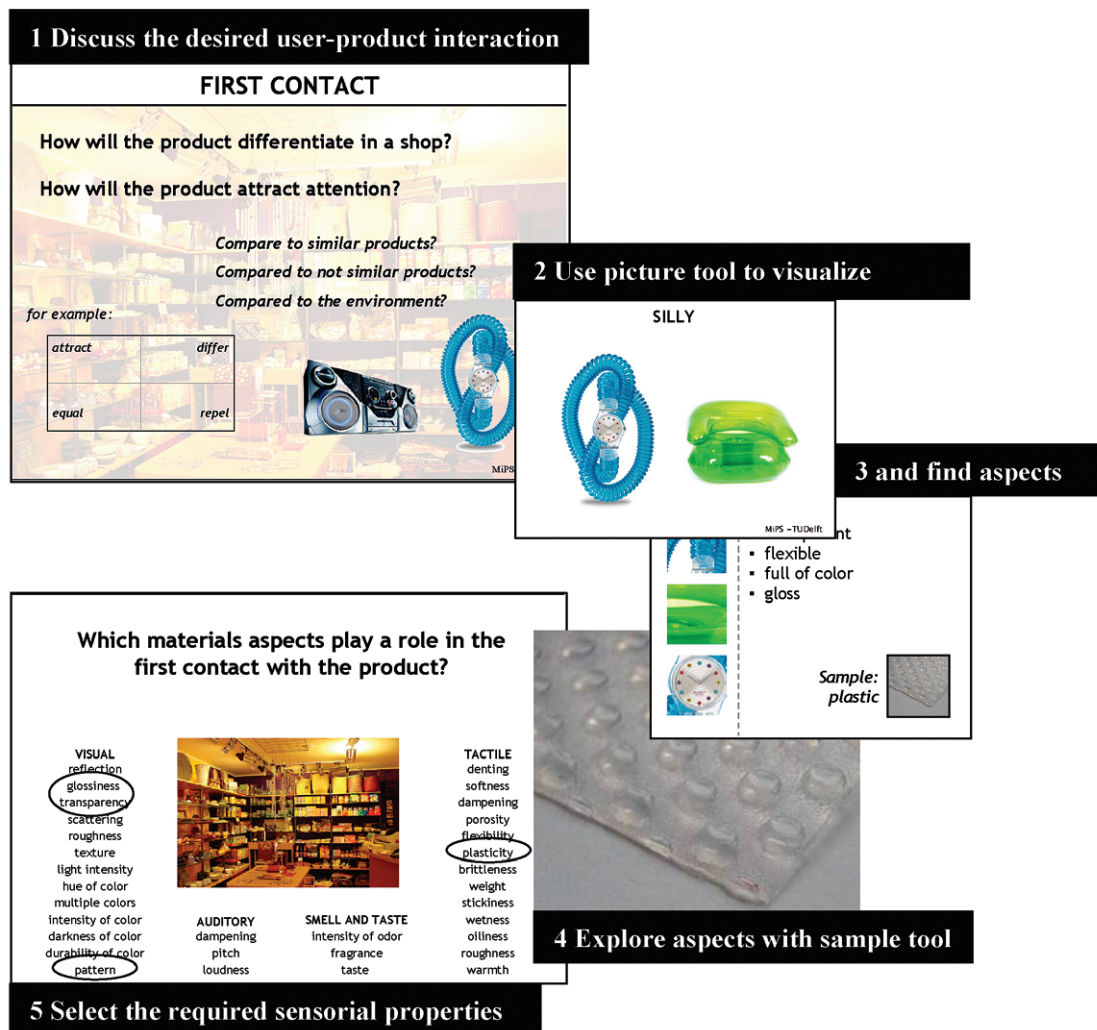 1 Discuss the desired user-product interaction
FIRST CONTACT
How will the product differentiate in a shop?
How will the product attract attention?
Compare to similar products?
Compared to not similar products?
Compared to the environment?
for example:
attract differ
equal repel
MiPS
2 Use picture tool to visualize
SILLY
MiPS –TUDelft
3 and find aspects
flexible
full of color
gloss
Sample:
plastic
4 Explore aspects with sample tool
Which materials aspects play a role in the
first contact with the product?
VISUAL
reflection
glossiness
transparency
scattering
roughness
texture
light intensity
hue of color
multiple colors
intensity of color
darkness of color
durability of color
pattern
AUDITORY
dampening
pitch
loudness
SMELL AND TASTE
intensity of odor
fragrance
taste
TACTILE
denting
softness
dampening
porosity
flexibility
plasticity
brittleness
weight
stickiness
wetness
oiliness
roughness
warmth
5 Select the required sensorial properties